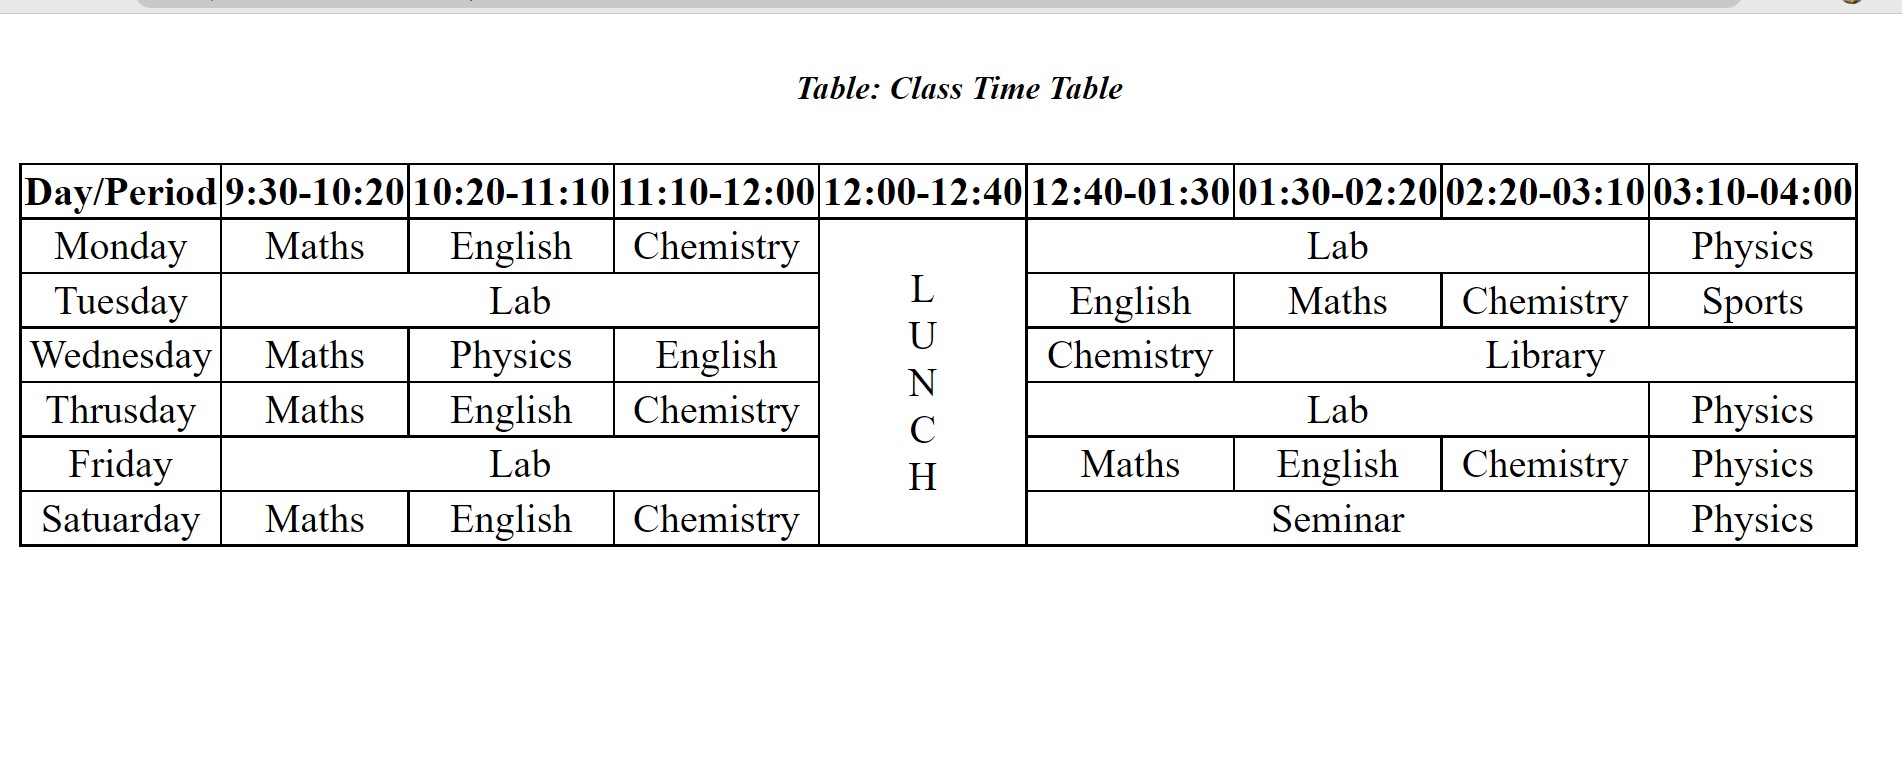 Table: Class Time Table
Day/Period 9:30-10:20 10:20-11:10 11:10-12:00 12:00-12:40 12:40-01:30 01:30-02:20 02:20-03:10 03:10-04:00
Monday Maths English Chemistry Lab Physics
Tuesday Lab English Maths Chemistry Sports
Wednesday Maths Physics English Chemistry Library
Thrusday Maths English Chemistry Lab Physics
Friday Lab Maths English Chemistry Physics
Satuarday Maths English Chemistry Seminar Physics
L
U
N
C
H